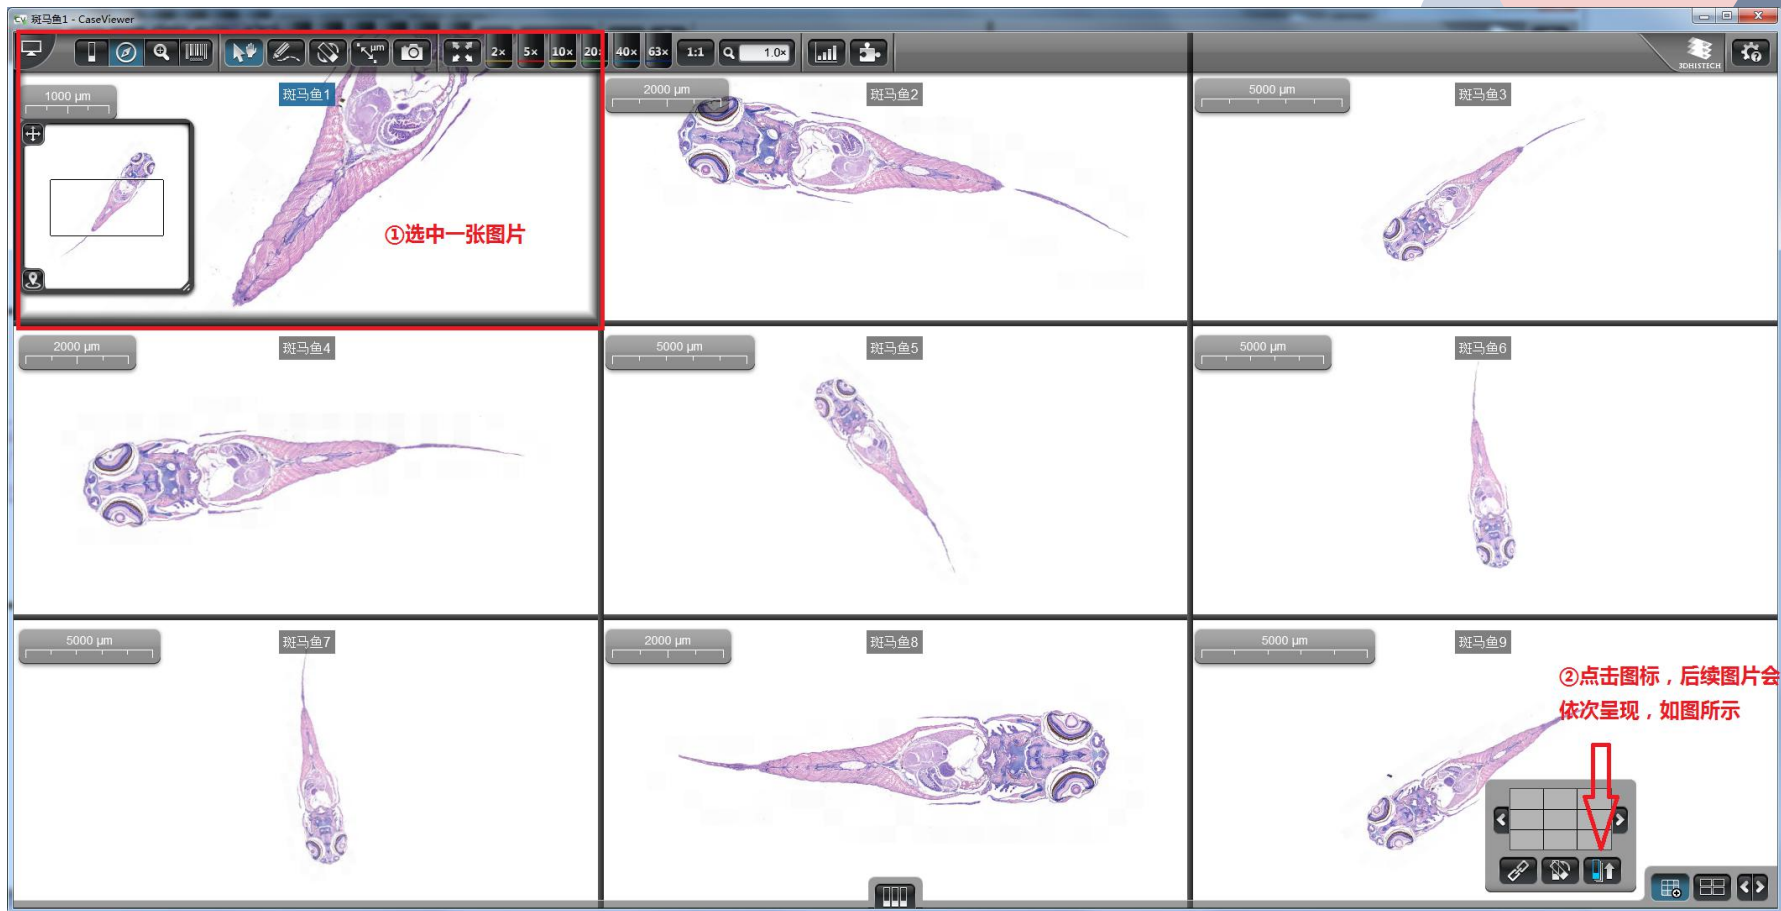 斑马鱼1 - CaseViewer
2× 5× 10× 20× 40× 63× 1:1 1.0×
3DHISTECH
1000 µm
斑马鱼1
①选中一张图片
2000 µm
斑马鱼2
5000 µm
斑马鱼3
2000 µm
斑马鱼4
5000 µm
斑马鱼5
5000 µm
斑马鱼6
5000 µm
斑马鱼7
2000 µm
斑马鱼8
5000 µm
斑马鱼9
②点击图标，后续图片会
依次呈现，如图所示